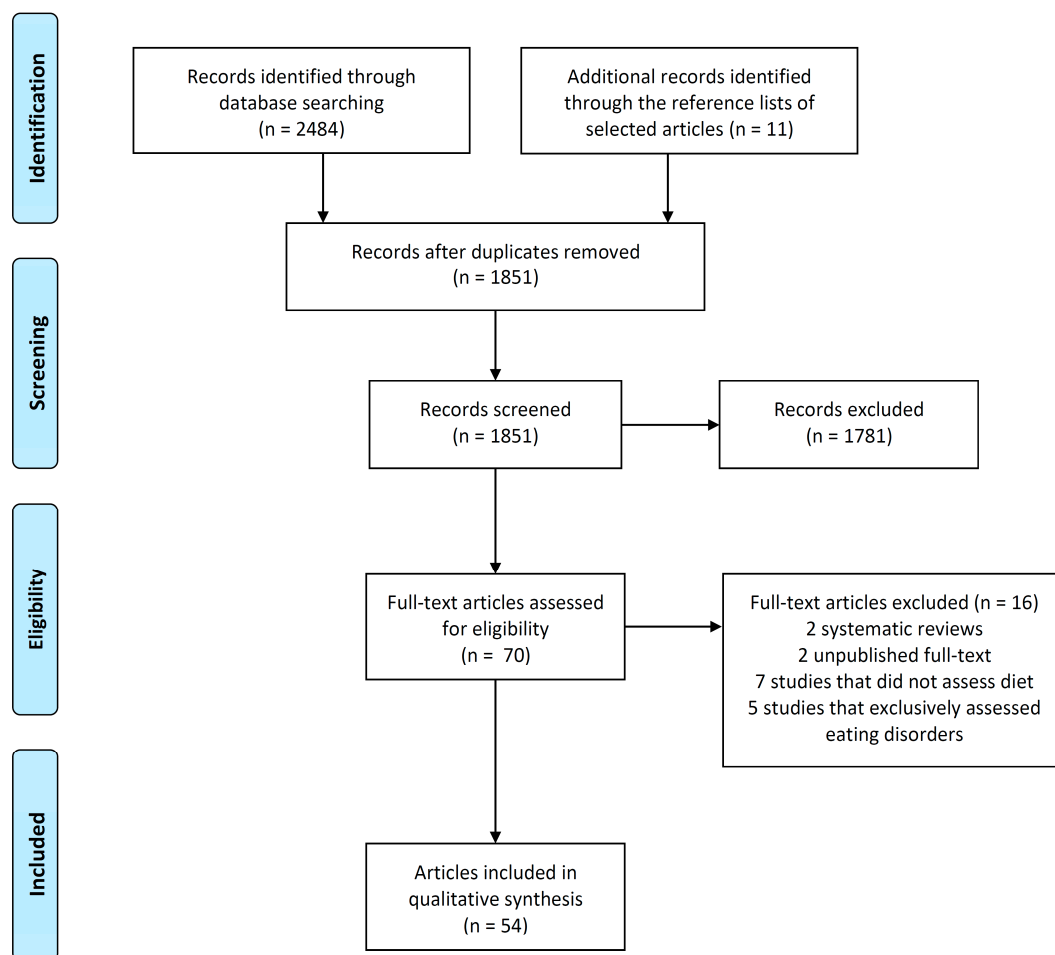 Identification
Records identified through
database searching
(n = 2484)
Additional records identified
through the reference lists of
selected articles (n = 11)
Records after duplicates removed
(n = 1851)
Screening
Records screened
(n = 1851)
Records excluded
(n = 1781)
Eligibility
Full-text articles assessed
for eligibility
(n =  70)
Full-text articles excluded (n = 16)
2 systematic reviews
2 unpublished full-text
7 studies that did not assess diet
5 studies that exclusively assessed
eating disorders
Included
Articles included in
qualitative synthesis
(n = 54)